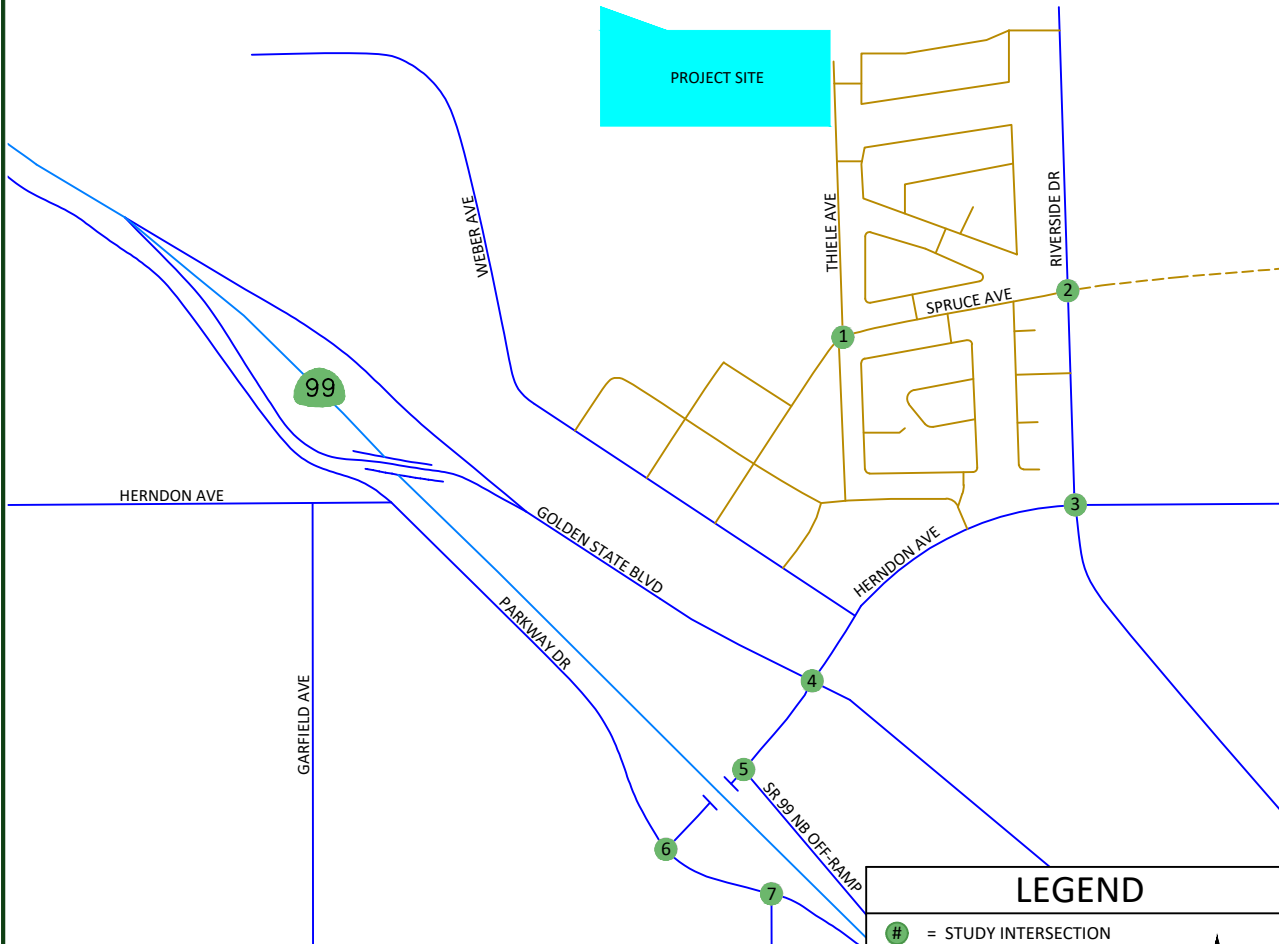 PROJECT SITE
WEBER AVE
THIELE AVE
RIVERSIDE DR
SPRUCE AVE
2
1
99
HERNDON AVE
GOLDEN STATE BLVD
3
HERNDON AVE
PARKWAY DR
GARFIELD AVE
4
5
SR 99 NB OFF-RAMP
6
7
LEGEND
# = STUDY INTERSECTION